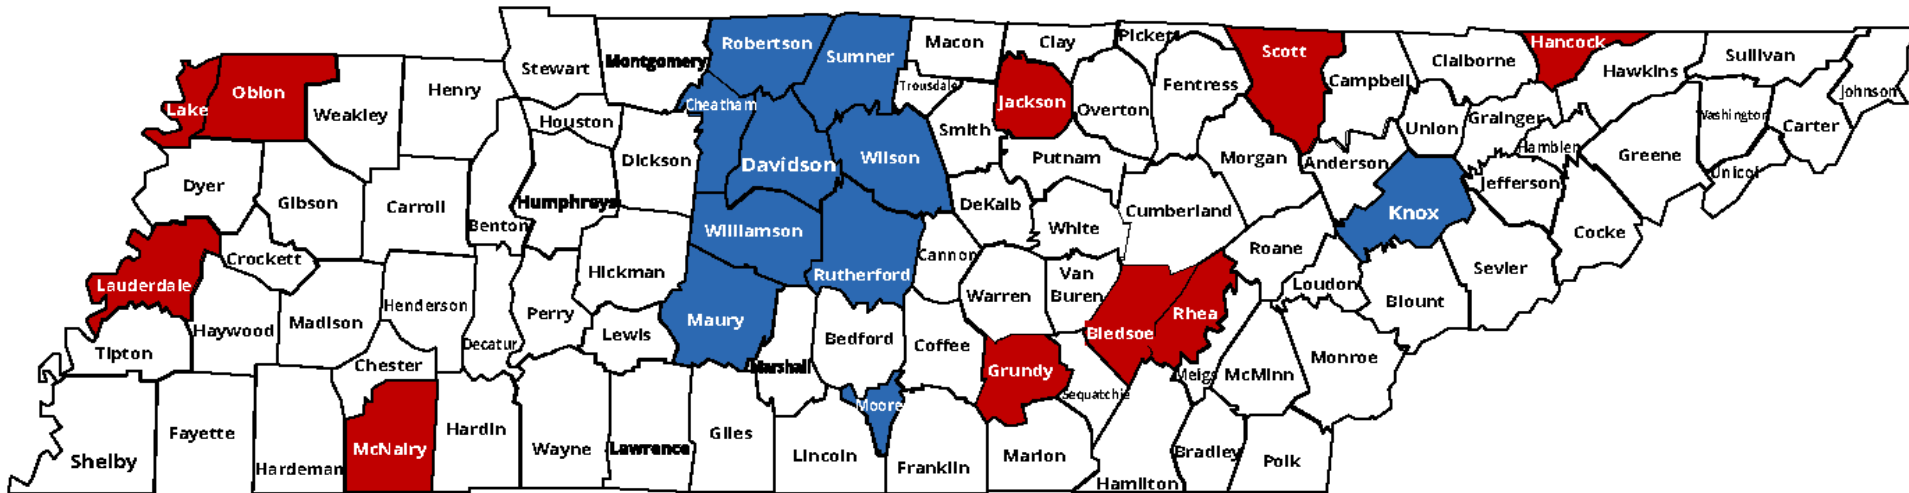 Robertson
Sumner
Macon
Clay
Pickett
Scott
Hancock
Sullivan
Montgomery
Stewart
Henry
Obion
Lake
Weakley
Cheatham
Trousdale
Jackson
Overton
Fentress
Campbell
Claiborne
Hawkins
Johnson
Houston
Dickson
Davidson
Wilson
Smith
Putnam
Morgan
Anderson
Union
Grainger
Hamblen
Greene
Washington
Carter
Unicoi
Dyer
Gibson
Carroll
Benton
Humphreys
Williamson
DeKalb
White
Cumberland
Knox
Jefferson
Cocke
Crockett
Lauderdale
Hickman
Rutherford
Cannon
Van
Buren
Roane
Loudon
Blount
Sevier
Haywood
Madison
Henderson
Decatur
Perry
Lewis
Maury
Bedford
Coffee
Warren
Bledsoe
Rhea
Tipton
Chester
Marshall
Moore
Grundy
Sequatchie
Meigs
McMinn
Monroe
Shelby
Fayette
Hardeman
McNairy
Hardin
Wayne
Lawrence
Giles
Lincoln
Franklin
Marion
Hamilton
Bradley
Polk